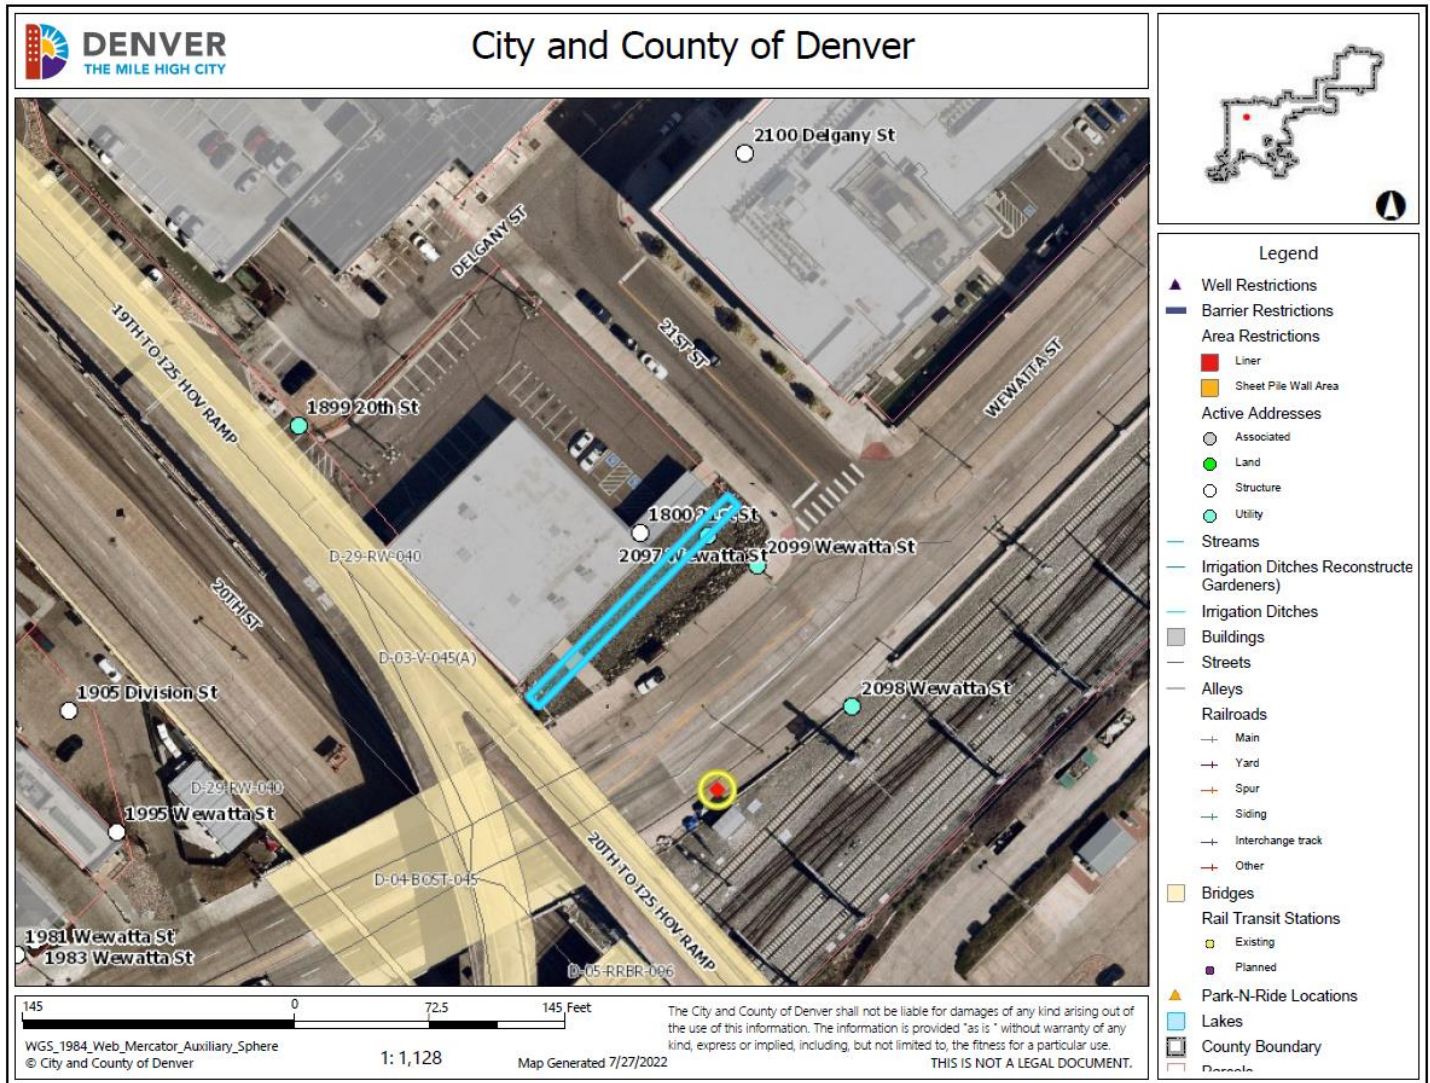 DENVER
THE MILE HIGH CITY
City and County of Denver
2100 Delgany St
DELGANY ST
21ST ST
WEWATTA ST
19TH TO I25 HOV RAMP
1899 20th St
1800 21st St
2097 Wewatta St
2099 Wewatta St
D-29-RW-040
20TH ST
D-03-V-045(A)
1905 Division St
2098 Wewatta St
D-29-RW-040
1995 Wewatta St
20TH TO I25 HOV RAMP
D-04-BOST-045
1981 Wewatta St
1983 Wewatta St
D-05-RRBR-096
Legend
Well Restrictions
Barrier Restrictions
Area Restrictions
Liner
Sheet Pile Wall Area
Active Addresses
Associated
Land
Structure
Utility
Streams
Irrigation Ditches Reconstructe
Gardeners)
Irrigation Ditches
Buildings
Streets
Alleys
Railroads
Main
Yard
Spur
Siding
Interchange track
Other
Bridges
Rail Transit Stations
Existing
Planned
Park-N-Ride Locations
Lakes
County Boundary
Parcels
145 0 72.5 145 Feet
WGS_1984_Web_Mercator_Auxiliary_Sphere
© City and County of Denver
1: 1,128
Map Generated 7/27/2022
The City and County of Denver shall not be liable for damages of any kind arising out of
the use of this information. The information is provided "as is " without warranty of any
kind, express or implied, including, but not limited to, the fitness for a particular use.
THIS IS NOT A LEGAL DOCUMENT.